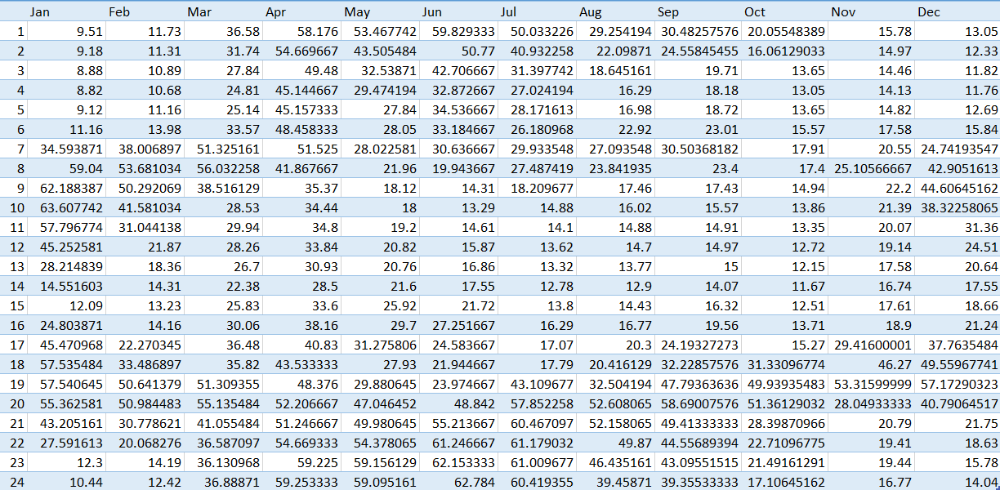 Jan Feb Mar Apr May Jun Jul Aug Sep Oct Nov Dec
1 9.51 11.73 36.58 58.176 53.467742 59.829333 50.033226 29.254194 30.48257576 20.05548389 15.78 13.05
2 9.18 11.31 31.74 54.669667 43.505484 50.77 40.932258 22.09871 24.55845455 16.06129033 14.97 12.33
3 8.88 10.89 27.84 49.48 32.53871 42.706667 31.397742 18.645161 19.71 13.65 14.46 11.82
4 8.82 10.68 24.81 45.144667 29.474194 32.872667 27.024194 16.29 18.18 13.05 14.13 11.76
5 9.12 11.16 25.14 45.157333 27.84 34.536667 28.171613 16.98 18.72 13.65 14.82 12.69
6 11.16 13.98 33.57 48.458333 28.05 33.184667 26.180968 22.92 23.01 15.57 17.58 15.84
7 34.593871 38.006897 51.325161 51.525 28.022581 30.636667 29.933548 27.093548 30.50368182 17.91 20.55 24.74193547
8 59.04 53.681034 56.032258 41.867667 21.96 19.943667 27.487419 23.841935 23.4 17.4 25.10566667 42.9051613
9 62.188387 50.292069 38.516129 35.37 18.12 14.31 18.209677 17.46 17.43 14.94 22.2 44.60645162
10 63.607742 41.581034 28.53 34.44 18 13.29 14.88 16.02 15.57 13.86 21.39 38.32258065
11 57.796774 31.044138 29.94 34.8 19.2 14.61 14.1 14.88 14.91 13.35 20.07 31.36
12 45.252581 21.87 28.26 33.84 20.82 15.87 13.62 14.7 14.97 12.72 19.14 24.51
13 28.214839 18.36 26.7 30.93 20.76 16.86 13.32 13.77 15 12.15 17.58 20.64
14 14.551603 14.31 22.38 28.5 21.6 17.55 12.78 12.9 14.07 11.67 16.74 17.55
15 12.09 13.23 25.83 33.6 25.92 21.72 13.8 14.43 16.32 12.51 17.61 18.66
16 24.803871 14.16 30.06 38.16 29.7 27.251667 16.29 16.77 19.56 13.71 18.9 21.24
17 45.470968 22.270345 36.48 40.83 31.275806 24.583667 17.07 20.3 24.19327273 15.27 29.41600001 37.7635484
18 57.535484 33.486897 35.82 43.533333 27.93 21.944667 17.79 20.416129 32.22857576 31.33096774 46.27 49.55967741
19 57.540645 50.641379 51.309355 48.376 29.880645 23.974667 43.109677 32.504194 47.79363636 49.93935483 53.31599999 57.17290323
20 55.362581 50.984483 55.135484 52.206667 47.046452 48.842 57.852258 52.608065 58.69007576 51.36129032 28.04933333 40.79064517
21 43.205161 30.778621 41.055484 51.246667 49.980645 55.213667 60.467097 52.158065 49.41333333 28.39870966 20.79 21.75
22 27.591613 20.068276 36.587097 54.669333 54.378065 61.246667 61.179032 49.87 44.55689394 22.71096775 19.41 18.63
23 12.3 14.19 36.130968 59.225 59.156129 62.153333 61.009677 46.435161 43.09551515 21.49161291 19.44 15.78
24 10.44 12.42 36.88871 59.253333 59.095161 62.784 60.419355 39.45871 39.35533333 17.10645162 16.77 14.04